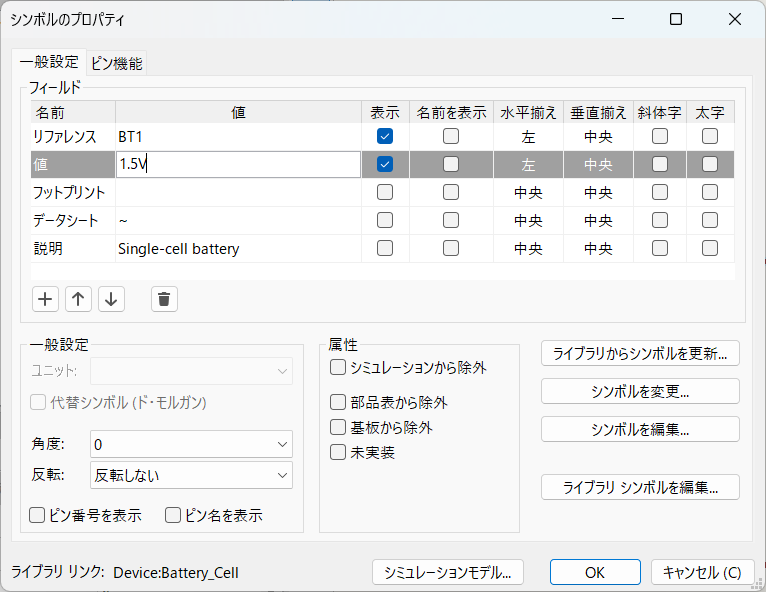 シンボルのプロパティ
一般設定 ピン機能
フィールド
名前 値 表示 名前を表示 水平揃え 垂直揃え 斜体字 太字
リファレンス BT1 左 中央
値 1.5V 左 中央
フットプリント 中央 中央
データシート ~ 中央 中央
説明 Single-cell battery 中央 中央
一般設定
ユニット:
代替シンボル (ド・モルガン)
角度: 0
反転: 反転しない
ピン番号を表示 ピン名を表示
属性
シミュレーションから除外
部品表から除外
基板から除外
未実装
ライブラリからシンボルを更新...
シンボルを変更...
シンボルを編集...
ライブラリ シンボルを編集...
ライブラリ リンク: Device:Battery_Cell
シミュレーションモデル... OK キャンセル (C)